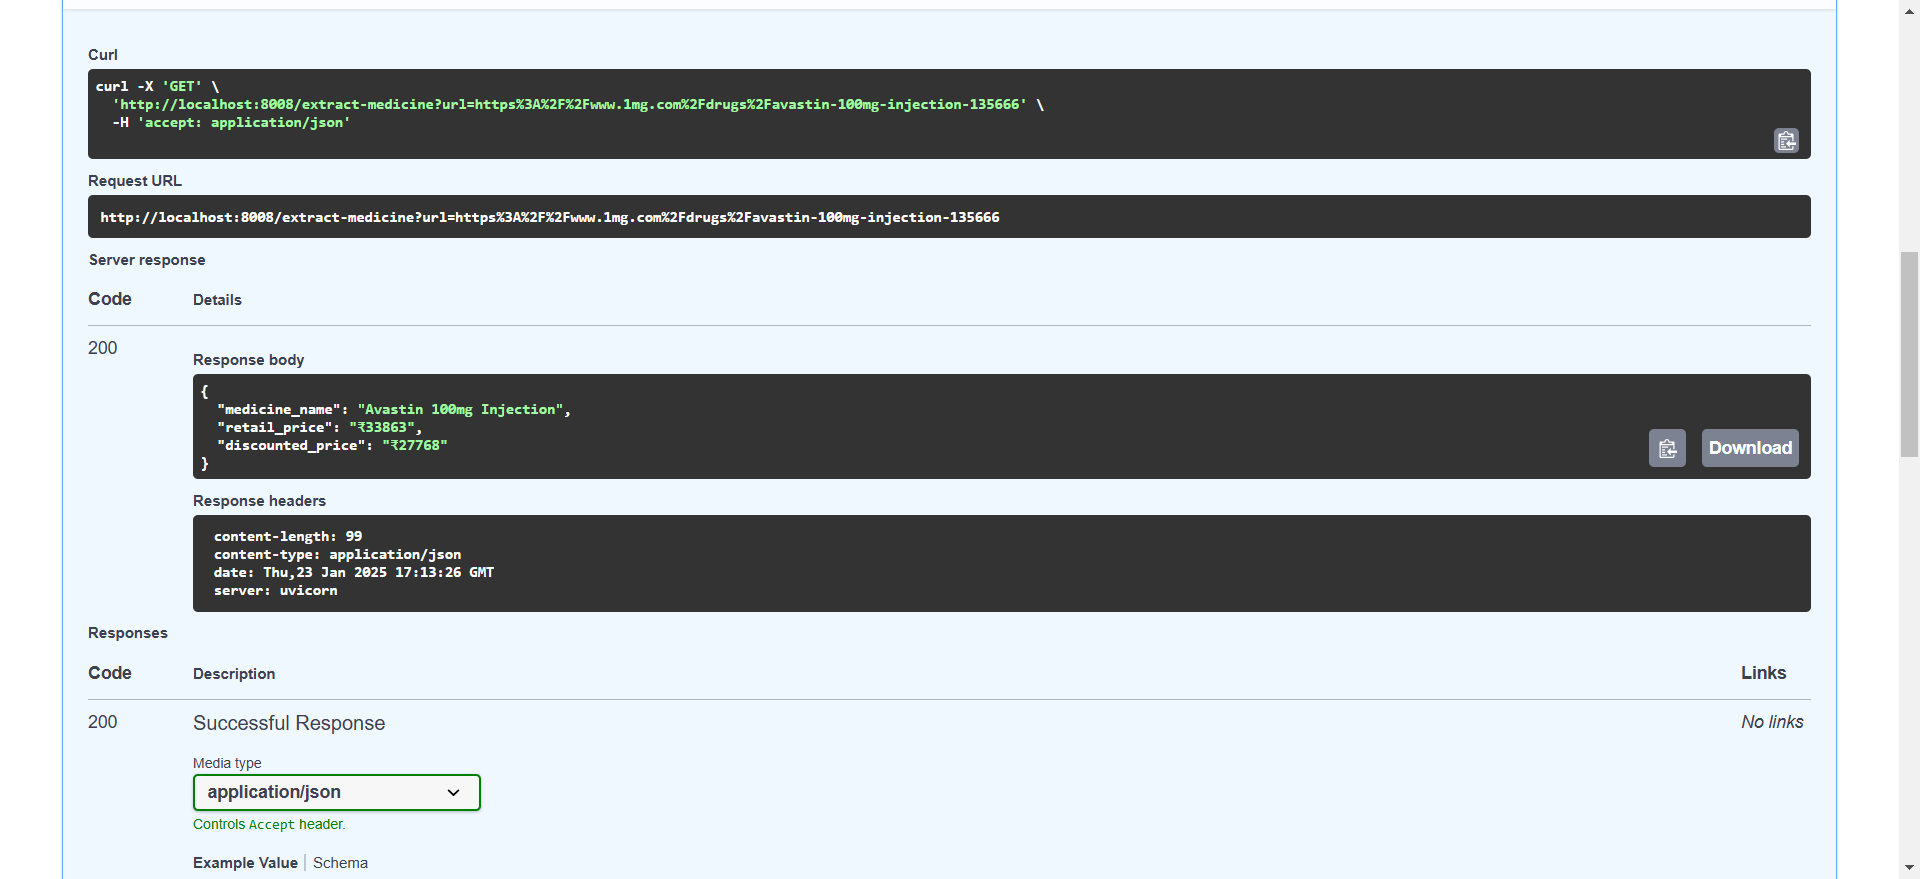 Curl
curl -X 'GET' \
'http://localhost:8008/extract-medicine?url=https%3A%2F%2Fwww.1mg.com%2Fdrugs%2Favastin-100mg-injection-135666' \
-H 'accept: application/json'
Request URL
http://localhost:8008/extract-medicine?url=https%3A%2F%2Fwww.1mg.com%2Fdrugs%2Favastin-100mg-injection-135666
Server response
Code Details
200
Response body
{
"medicine_name": "Avastin 100mg Injection",
"retail_price": "₹33863",
"discounted_price": "₹27768"
}
Download
Response headers
content-length: 99
content-type: application/json
date: Thu,23 Jan 2025 17:13:26 GMT
server: uvicorn
Responses
Code Description Links
200 Successful Response No links
Media type
application/json
Controls Accept header.
Example Value | Schema